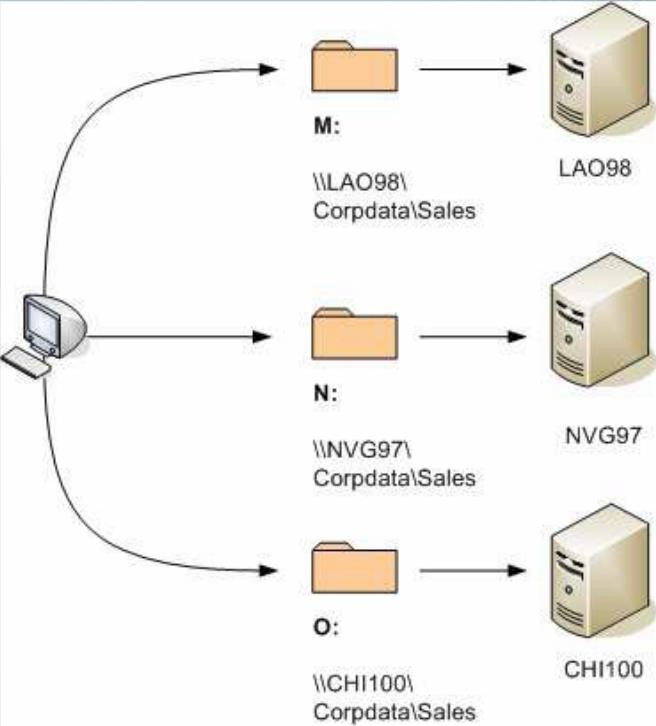 M:
\\LAO98\
Corpdata\Sales
LAO98
N:
\\NVG97\
Corpdata\Sales
NVG97
O:
\\CHI100\
Corpdata\Sales
CHI100